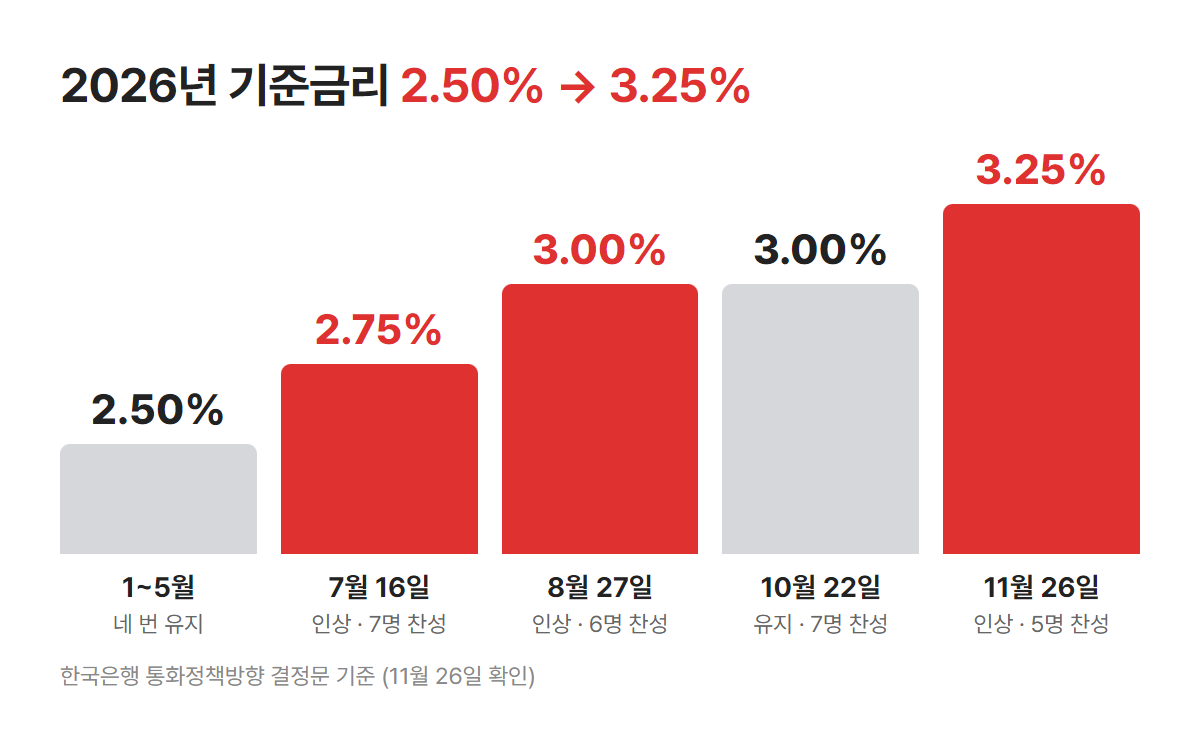 2026년 기준금리 2.50% → 3.25%
2.50%
2.75%
3.00%
3.00%
3.25%
1~5월
네 번 유지
7월 16일
인상 · 7명 찬성
8월 27일
인상 · 6명 찬성
10월 22일
유지 · 7명 찬성
11월 26일
인상 · 5명 찬성
한국은행 통화정책방향 결정문 기준 (11월 26일 확인)